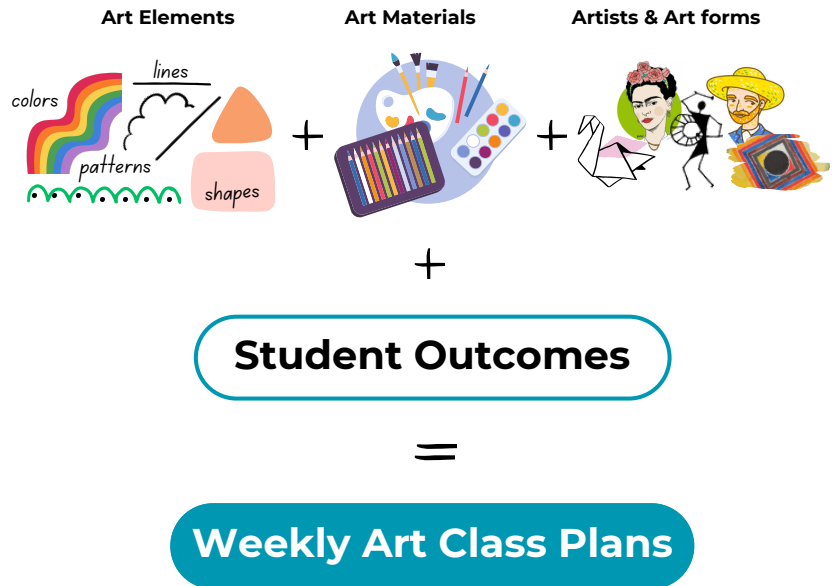 Art Elements
Art Materials
Artists & Art forms
lines
colors
patterns
shapes
+
+
+
Student Outcomes
=
Weekly Art Class Plans